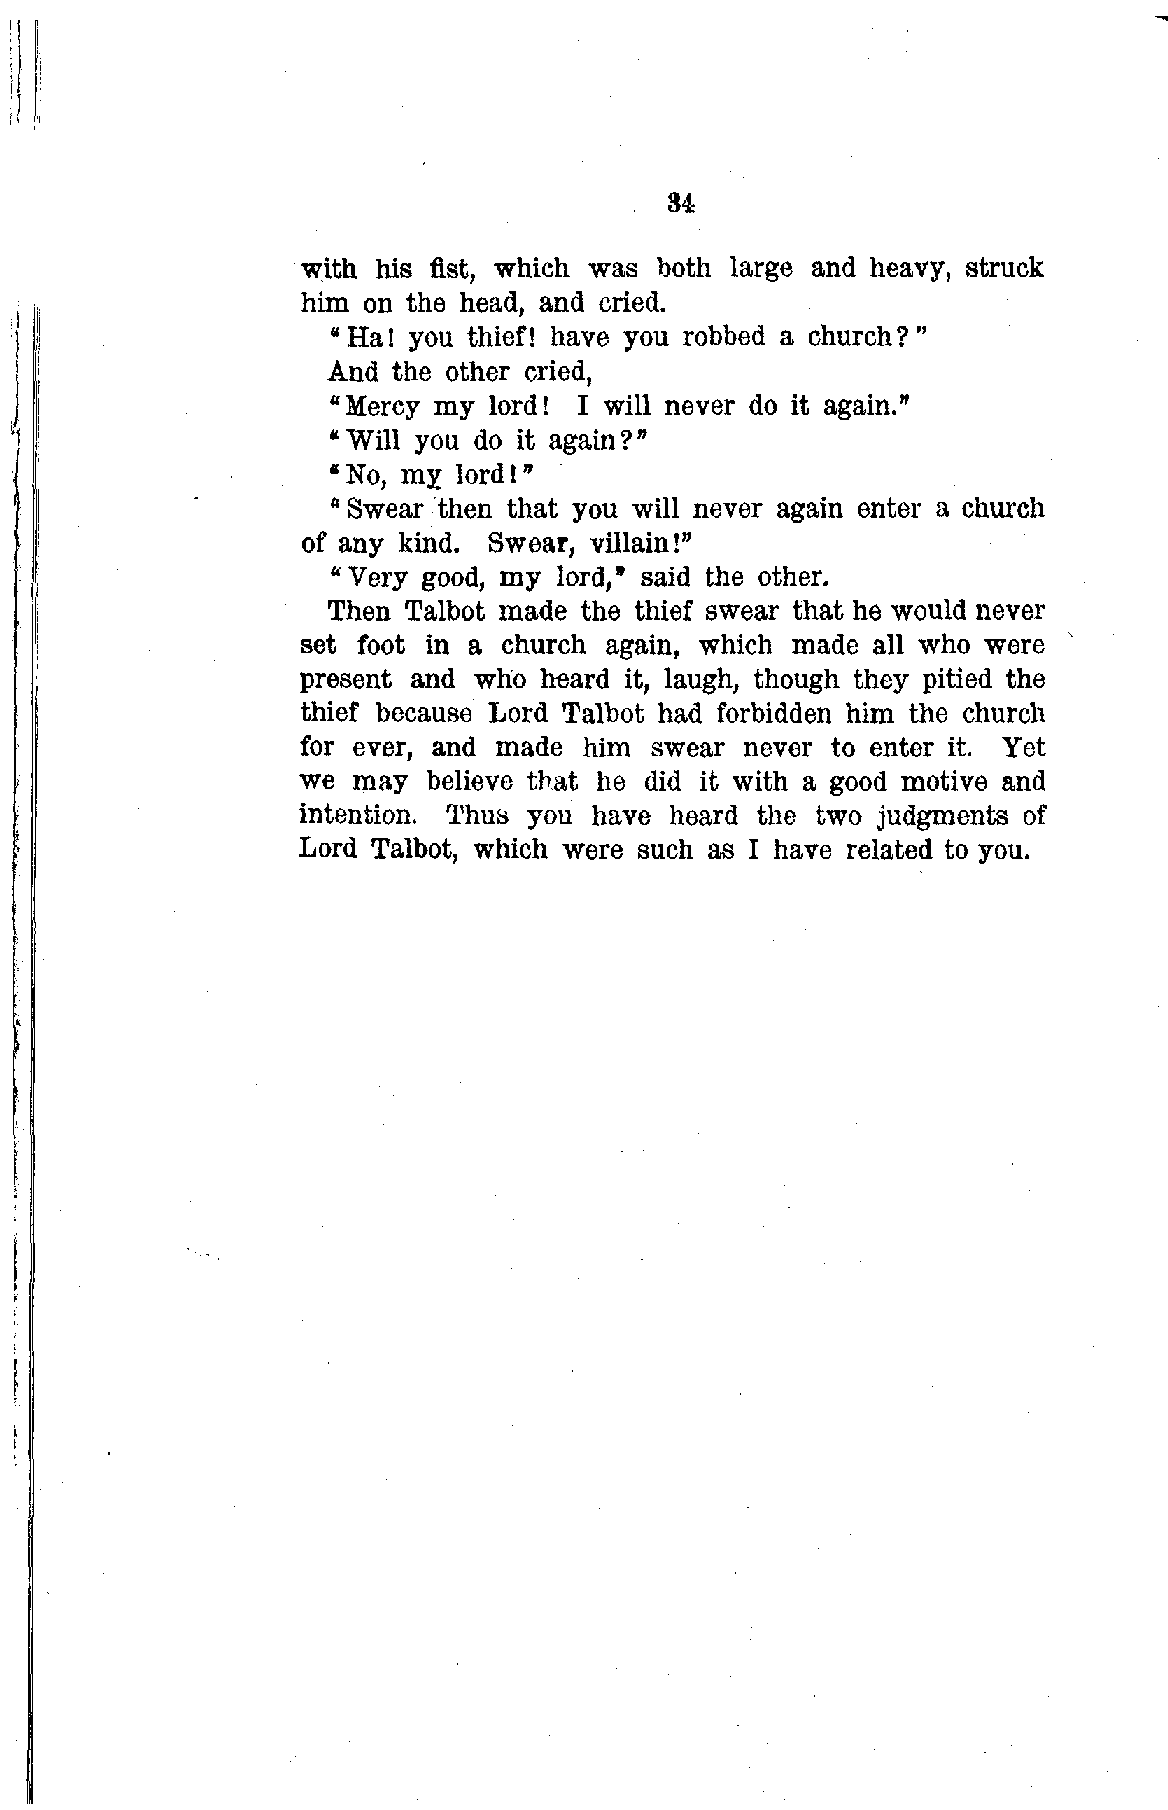 34
with his fist, which was both large and heavy, struck
him on the head, and cried.
“Ha! you thief! have you robbed a church?”
And the other cried,
“Mercy my lord! I will never do it again.”
“Will you do it again?”
“No, my lord!”
“Swear then that you will never again enter a church
of any kind. Swear, villain!”
“Very good, my lord,” said the other.
Then Talbot made the thief swear that he would never
set foot in a church again, which made all who were
present and who heard it, laugh, though they pitied the
thief because Lord Talbot had forbidden him the church
for ever, and made him swear never to enter it. Yet
we may believe that he did it with a good motive and
intention. Thus you have heard the two judgments of
Lord Talbot, which were such as I have related to you.